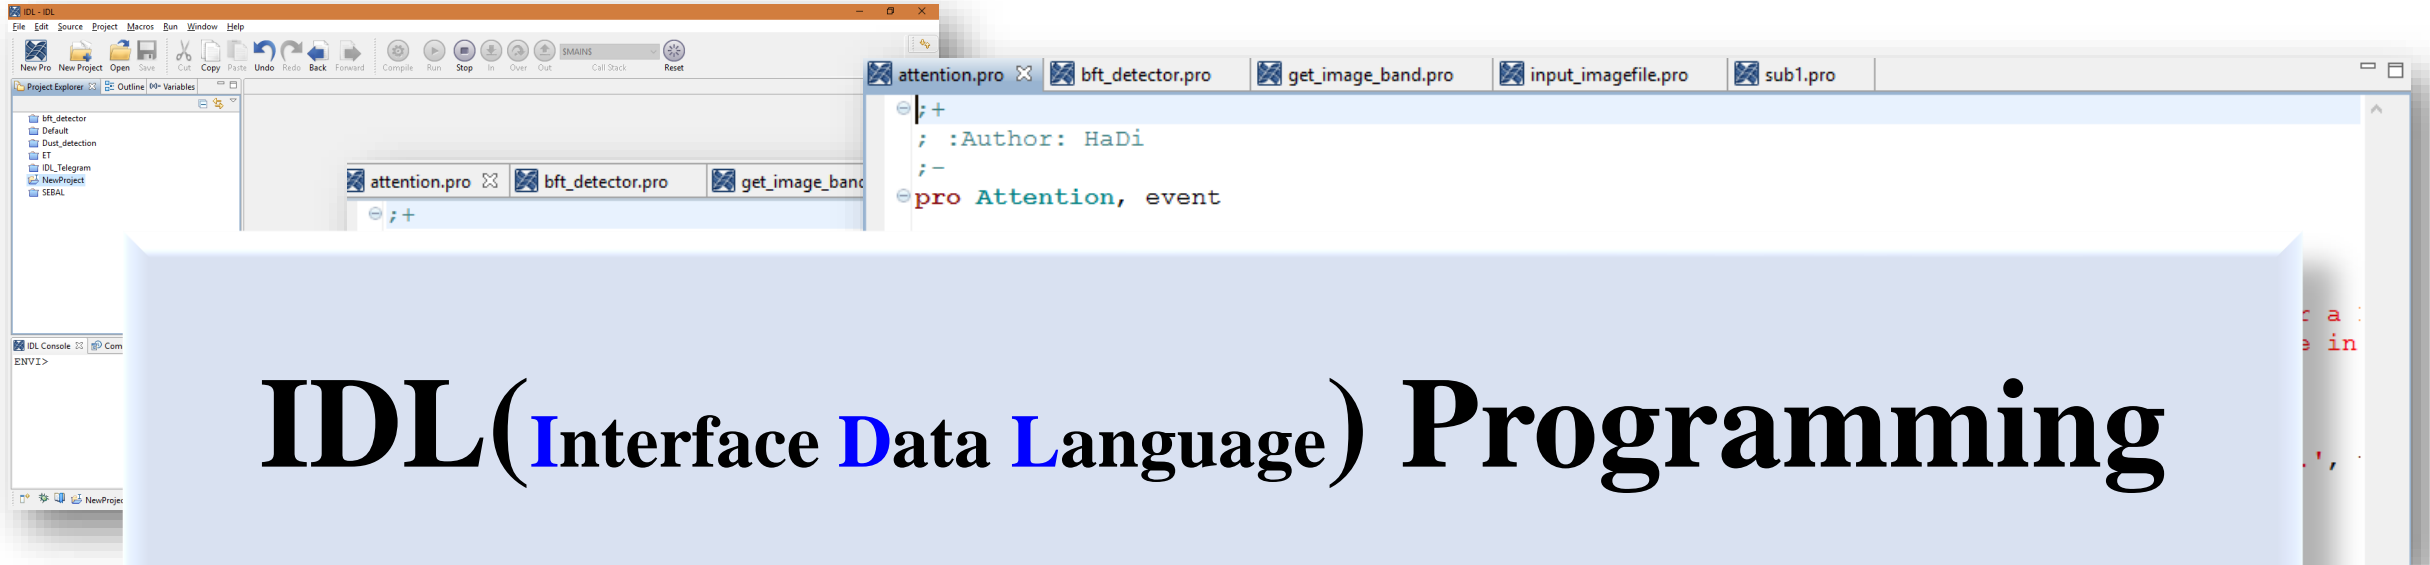 IDL - IDL
File Edit Source Project Macros Run Window Help
New Pro New Project Open Save Cut Copy Paste Undo Redo Back Forward Compile Run Stop In Over Out Call Stack Reset
$MAIN$
Project Explorer Outline Variables
bft_detector
Default
Dust_detection
ET
IDL_Telegram
NewProject
SEBAL
IDL Console Com
ENVI>
NewProjec
attention.pro bft_detector.pro get_image_band
;+
attention.pro bft_detector.pro get_image_band.pro input_imagefile.pro sub1.pro
;+
; :Author: HaDi
;-
pro Attention, event
r a
e in
.',
IDL(Interface Data Language) Programming